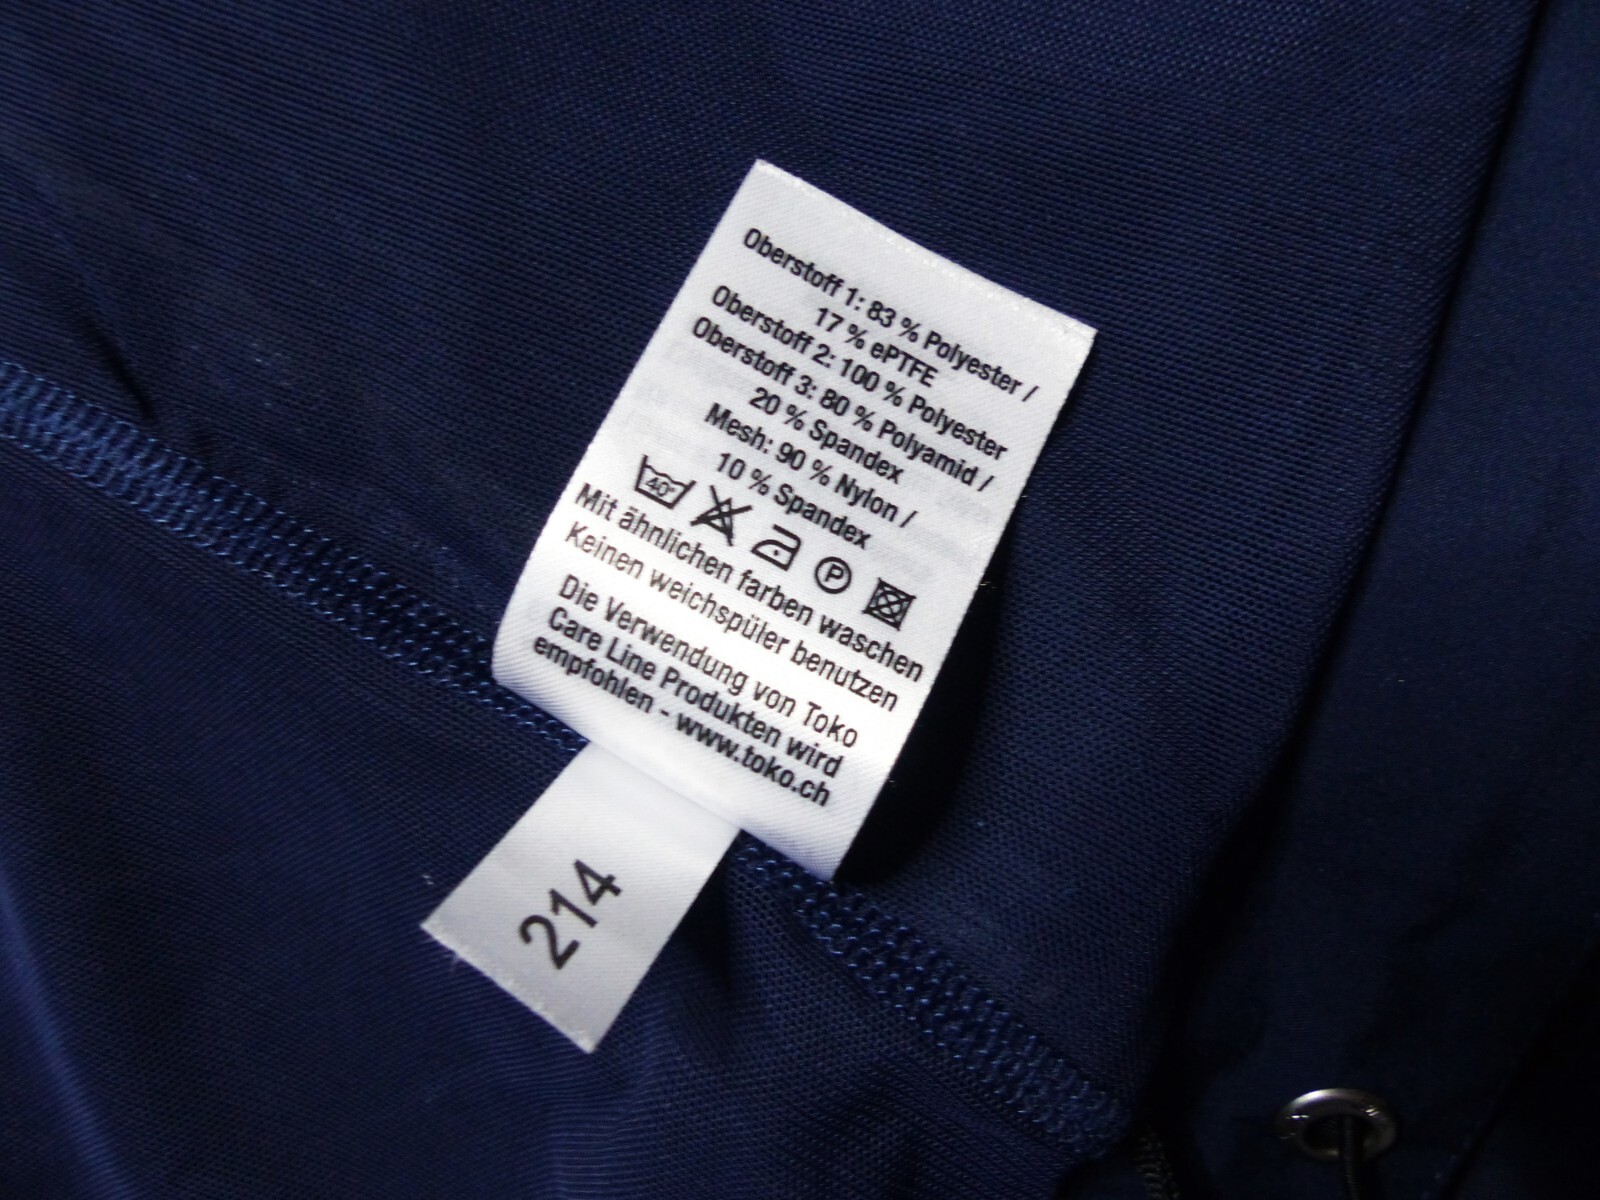 Oberstoff 1: 83 % Polyester /
17 % ePTFE
Oberstoff 2: 100 % Polyester
Oberstoff 3: 80 % Polyamid /
20 % Spandex
Mesh: 90 % Nylon /
10 % Spandex
40° P
Mit ähnlichen farben waschen
Keinen weichspüler benutzen
Die Verwendung von Toko
Care Line Produkten wird
empfohlen - www.toko.ch
214